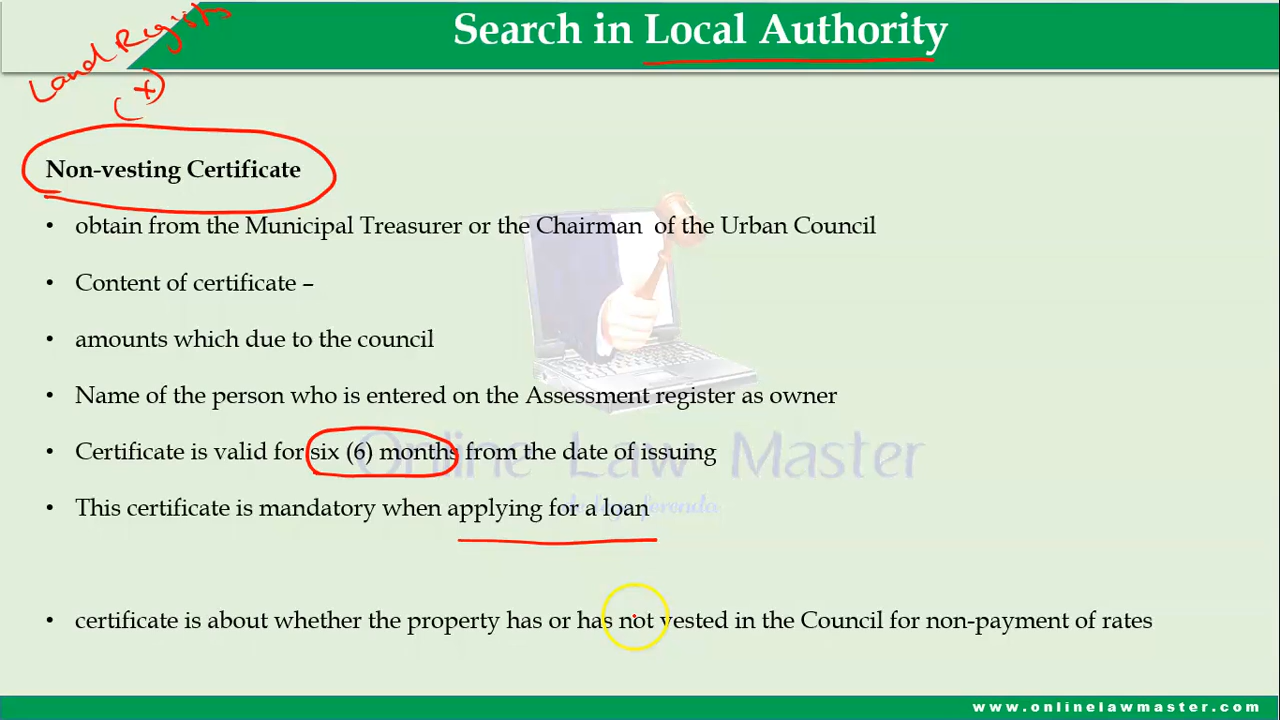 Search in Local Authority
Land Regist
(x)
Non-vesting Certificate
• obtain from the Municipal Treasurer or the Chairman of the Urban Council
• Content of certificate –
• amounts which due to the council
• Name of the person who is entered on the Assessment register as owner
• Certificate is valid for six (6) months from the date of issuing
• This certificate is mandatory when applying for a loan
• certificate is about whether the property has or has not vested in the Council for non-payment of rates
Online Law Master
www.onlinelawmaster.com